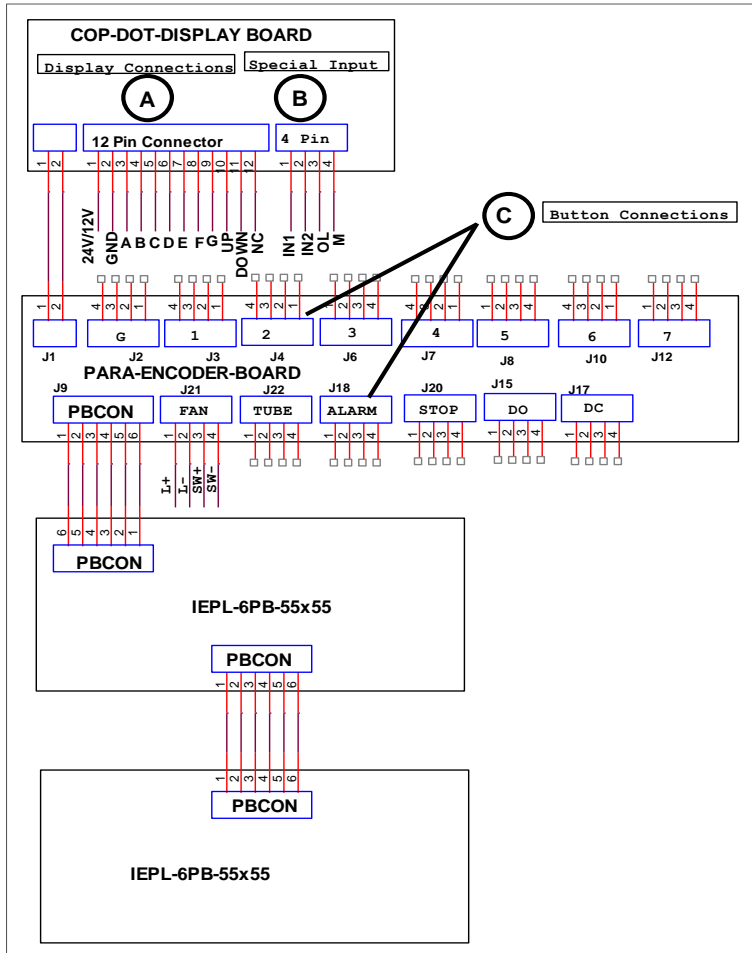 COP-DOT-DISPLAY BOARD
Display Connections
Special Input
A
B
12 Pin Connector
4 Pin
1 2
1 2 3 4 5 6 7 8 9 10 11 12
1 2 3 4
24V/12V GND A B C D E F G UP DOWN NC
IN1 IN2 OL M
C
Button Connections
1 2
4 3 2 1
4 3 2 1
4 3 2 1
1 2 3 4
4 3 2 1
1 2 3 4
1 2 3 4
1 2 3 4
G
1
2
3
4
5
6
7
J1
J2
J3
J4
J6
J7
J8
J10
J12
PARA-ENCODER-BOARD
J9
J21
J22
J18
J20
J15
J17
PBCON
FAN
TUBE
ALARM
STOP
DO
DC
1 2 3 4 5 6
1 2 3 4
1 2 3 4
1 2 3 4
1 2 3 4
1 2 3 4
1 2 3 4
L+ L- SW+ SW-
6 5 4 3 2 1
PBCON
IEPL-6PB-55x55
PBCON
1 2 3 4 5 6
1 2 3 4 5 6
PBCON
IEPL-6PB-55x55